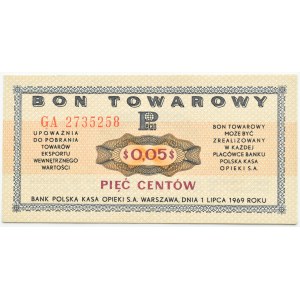 BON TOWAROWY
GA 2735258
UPOWAŻNIA
DO POBRANIA
TOWARÓW
EKSPORTU
WEWNĘTRZNEGO
WARTOŚCI
$0,05$
BON TOWAROWY
MOŻE BYĆ
ZREALIZOWANY
W KAŻDEJ
PLACÓWCE BANKU
POLSKA KASA
OPIEKI S.A.
PIĘĆ CENTÓW
BANK POLSKA KASA OPIEKI S.A. WARSZAWA, DNIA 1 LIPCA 1969 ROKU